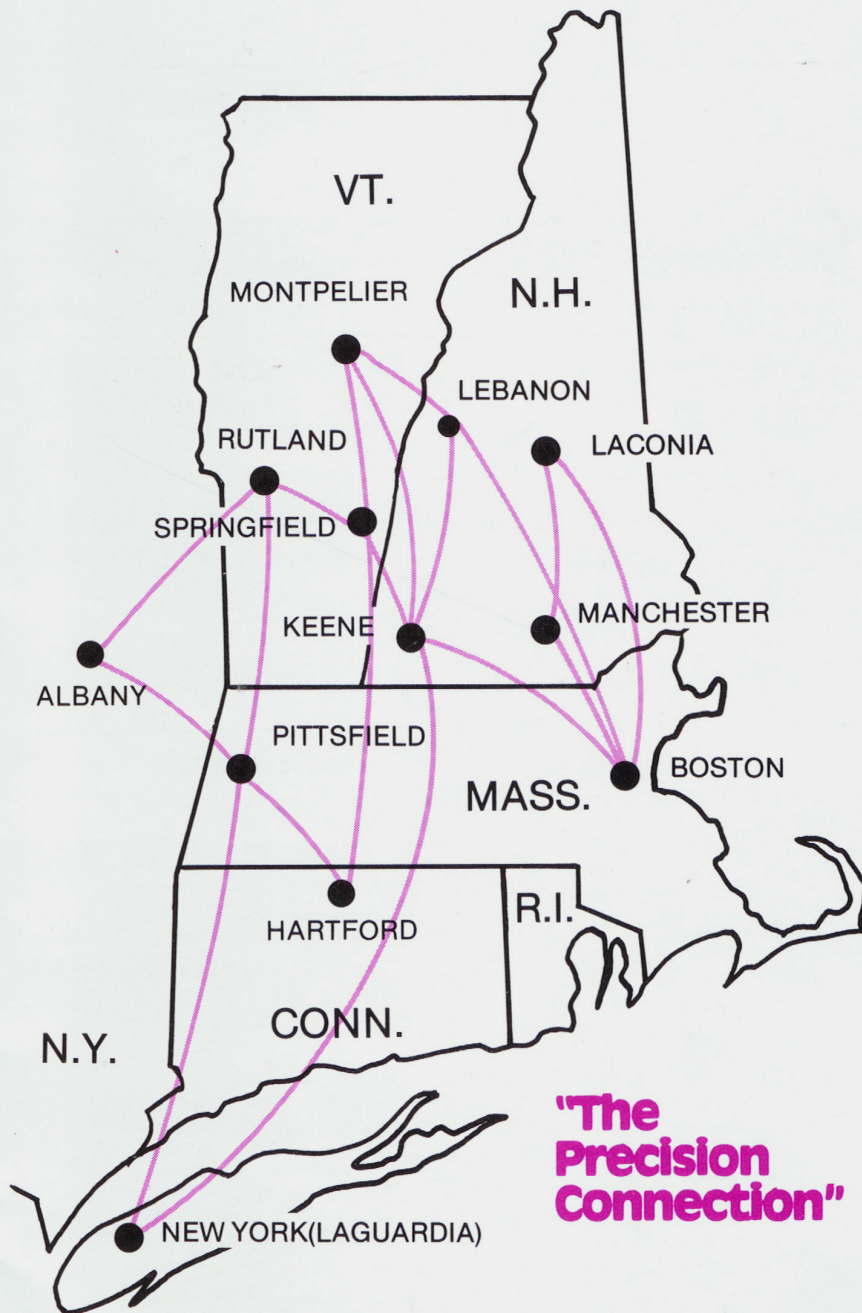 VT.
MONTPELIER
N.H.
LEBANON
RUTLAND
LACONIA
SPRINGFIELD
KEENE
MANCHESTER
ALBANY
PITTSFIELD
BOSTON
MASS.
HARTFORD
R.I.
N.Y.
CONN.
"The
Precision
Connection"
NEW YORK(LAGUARDIA)